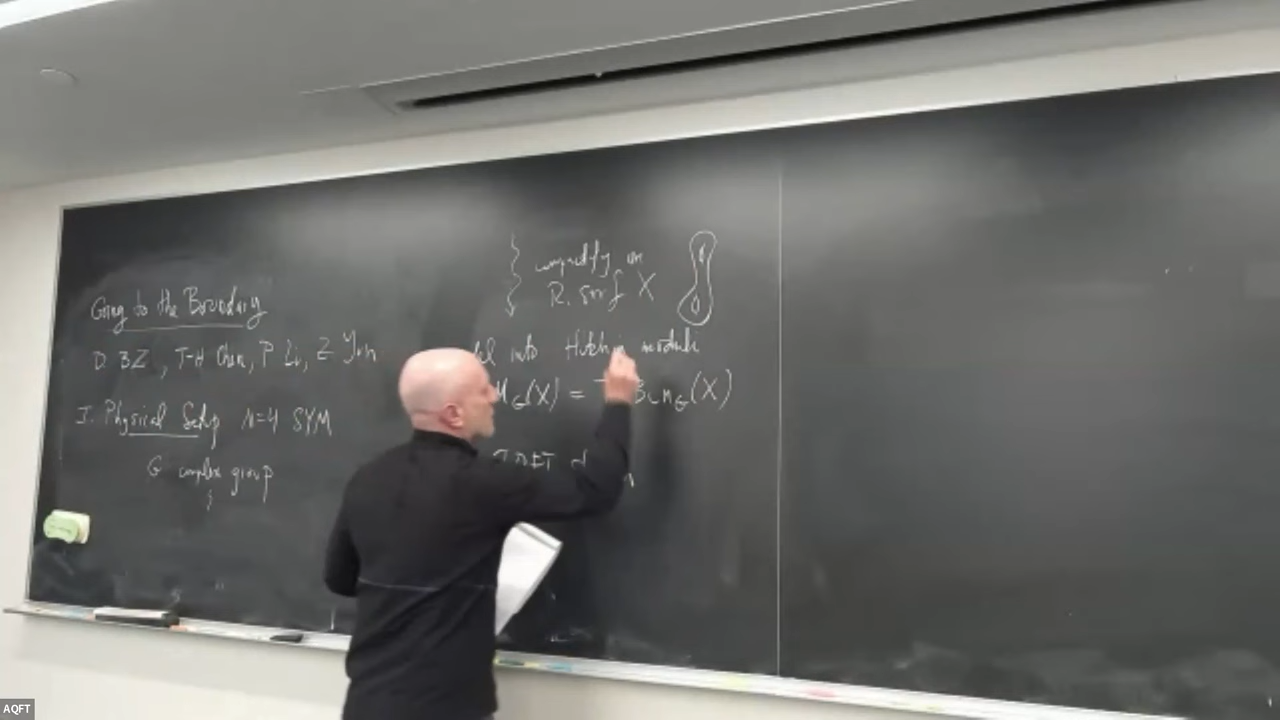 Going to the Boundary
D. BZ, T-H Chen, P Li, Z Yun
I. Physical Setup N=4 SYM
G complex group
compactify on
R. surf X
into Hitchin moduli
M_G(X) = T^* Bun_G(X)
AQFT